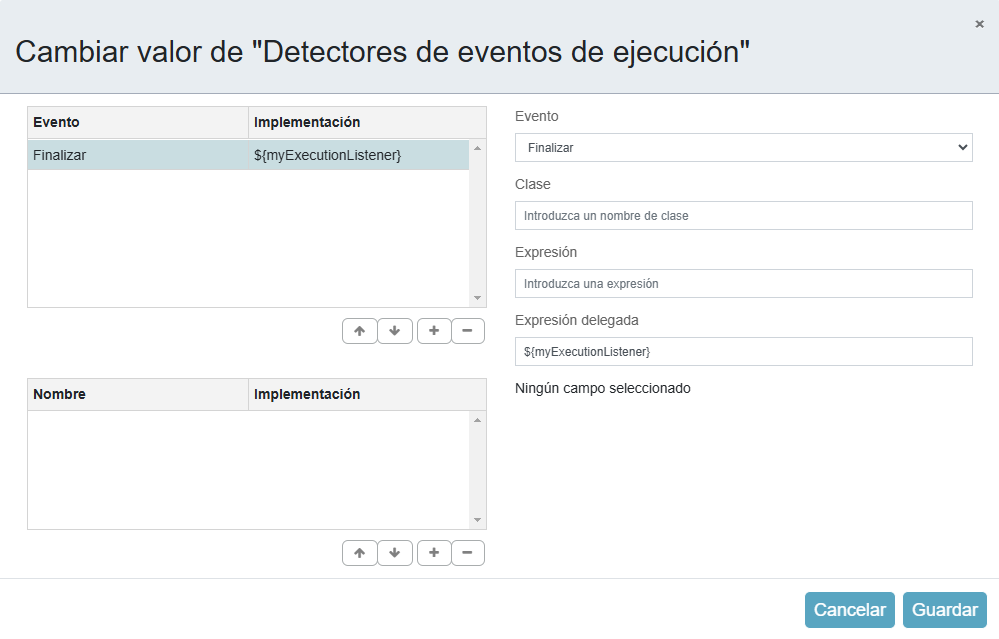 ×
Cambiar valor de "Detectores de eventos de ejecución"
Evento Implementación
Finalizar ${myExecutionListener}
Nombre Implementación
Evento
Finalizar
Clase
Introduzca un nombre de clase
Expresión
Introduzca una expresión
Expresión delegada
${myExecutionListener}
Ningún campo seleccionado
Cancelar Guardar